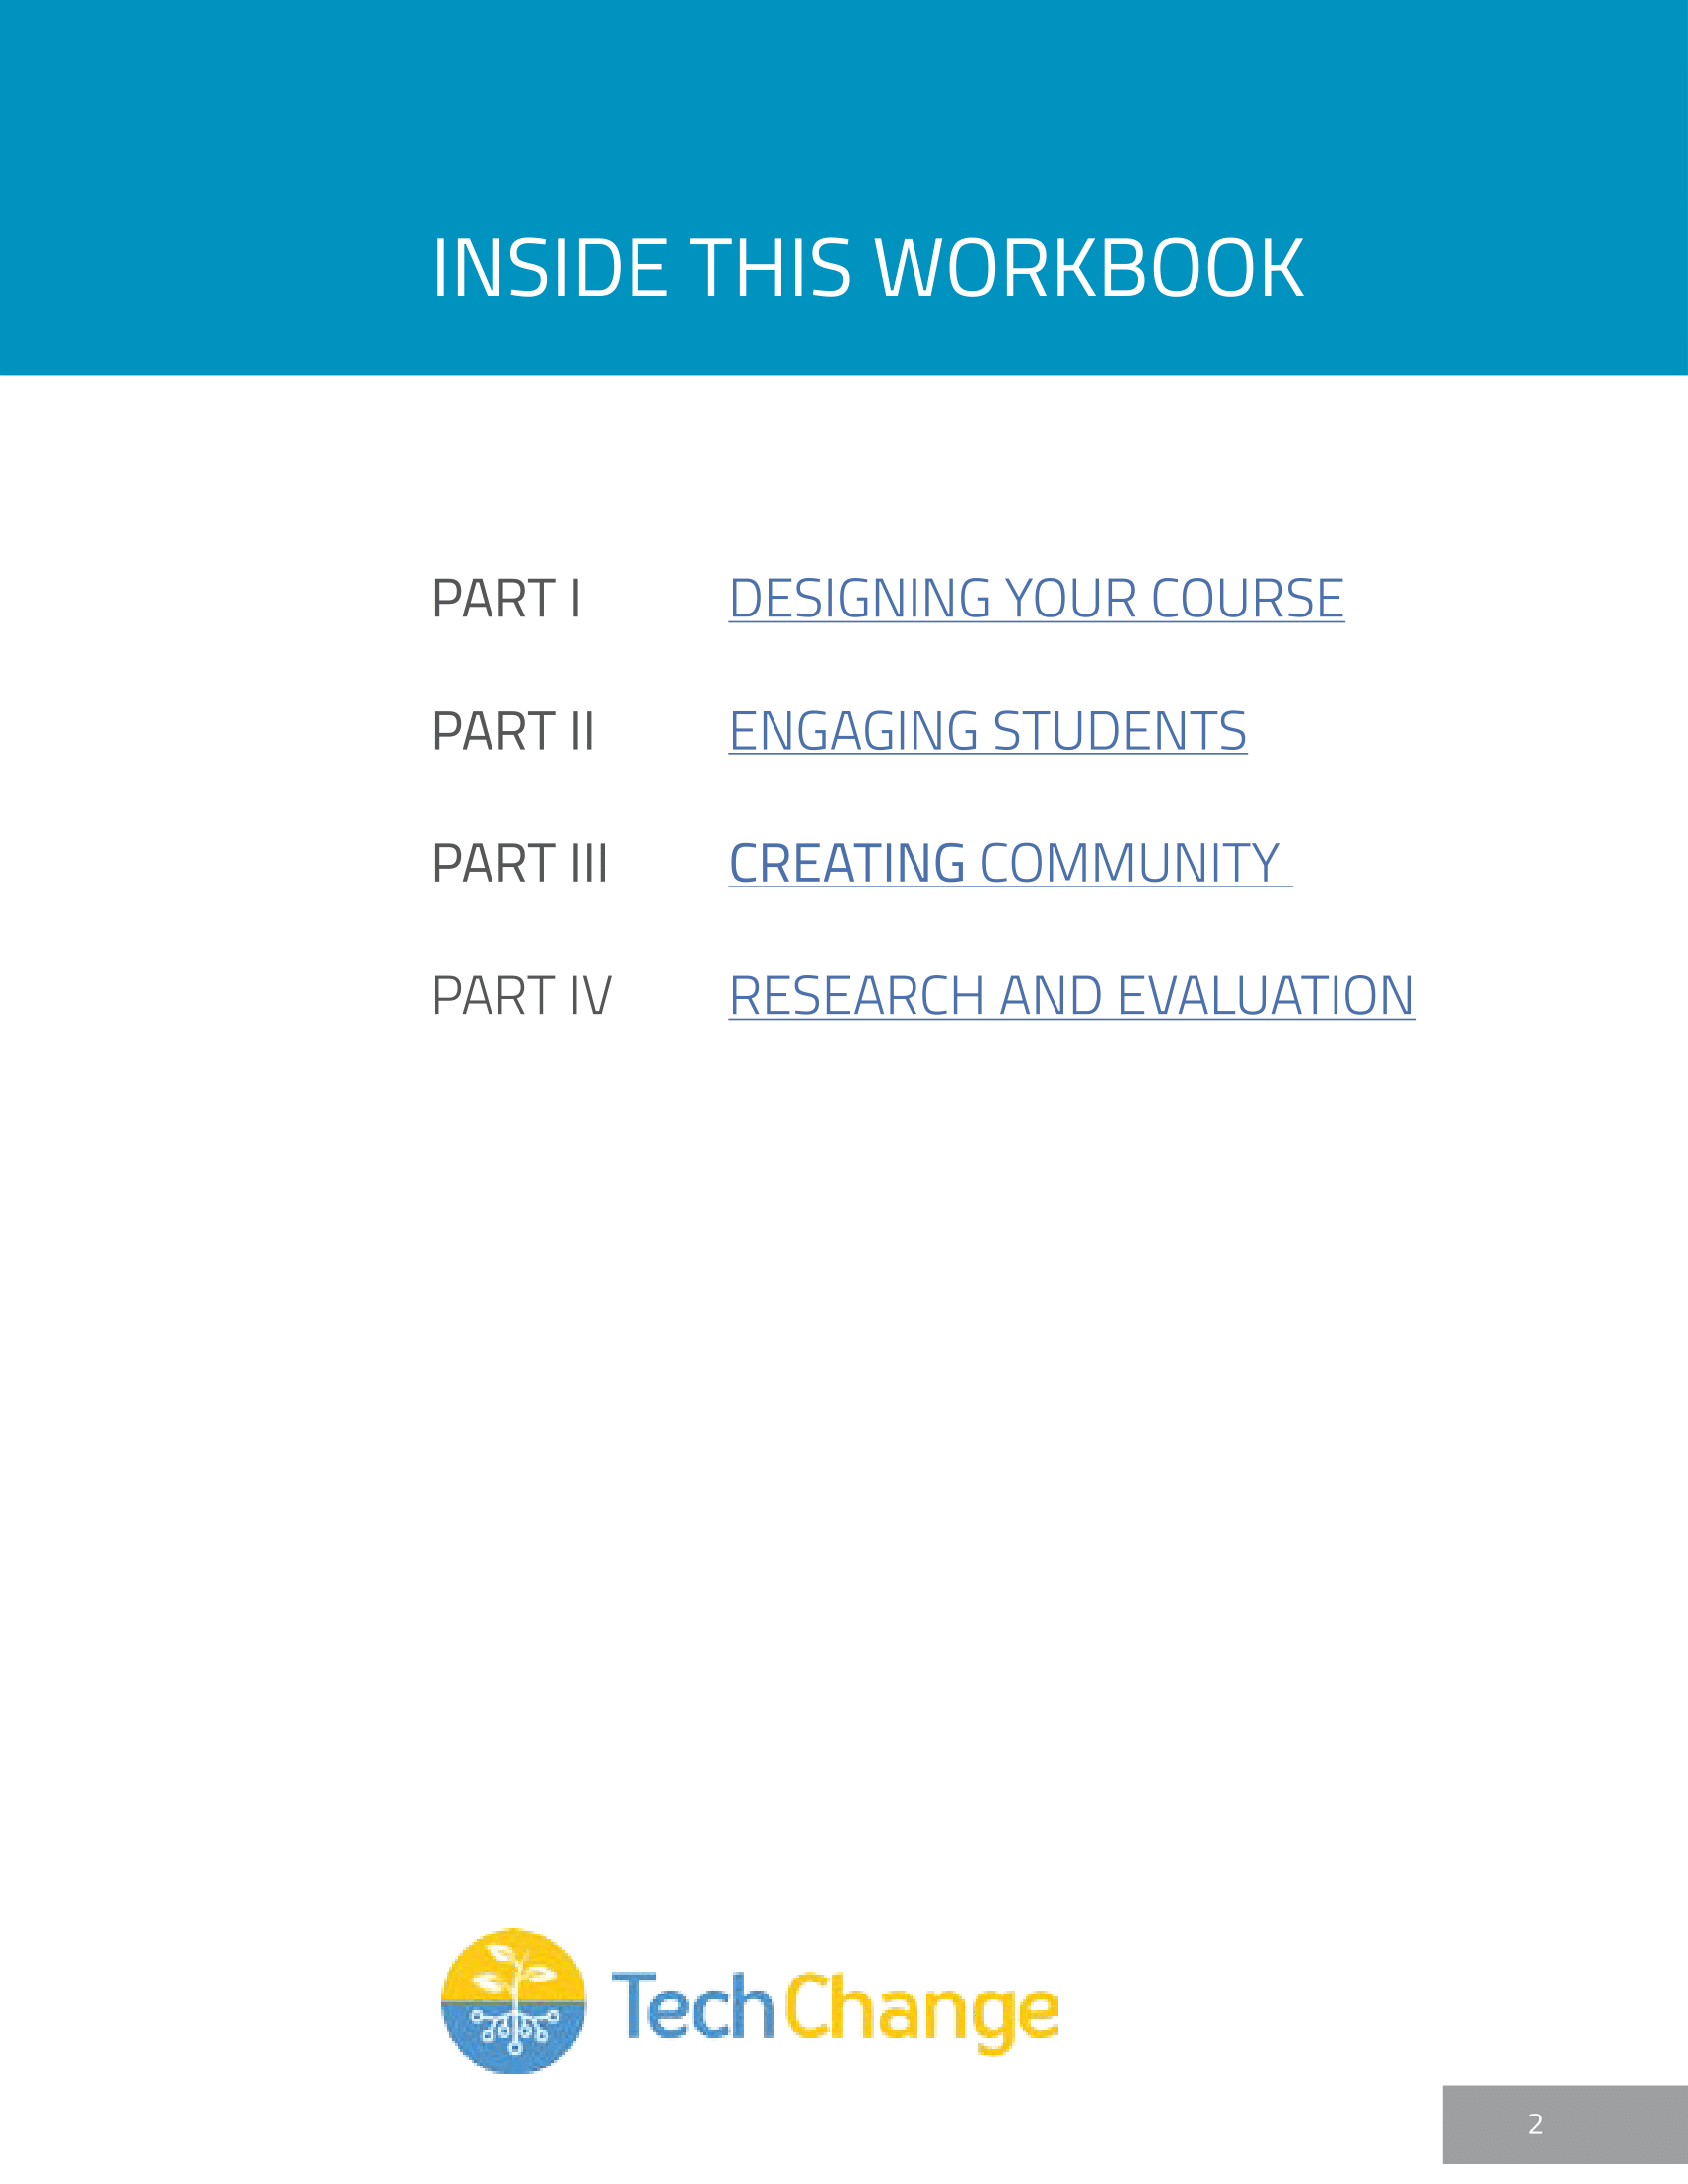 INSIDE THIS WORKBOOK
PART I DESIGNING YOUR COURSE
PART II ENGAGING STUDENTS
PART III CREATING COMMUNITY
PART IV RESEARCH AND EVALUATION
TechChange
2